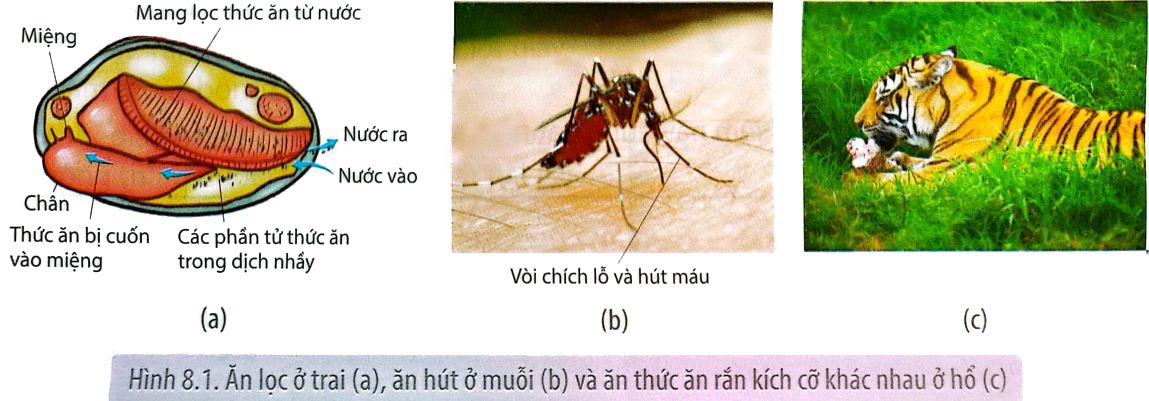 Mang lọc thức ăn từ nước
Miệng
Nước ra
Nước vào
Chân
Thức ăn bị cuốn
vào miệng
Các phần tử thức ăn
trong dịch nhầy
Vòi chích lỗ và hút máu
(a)
(b)
(c)
Hình 8.1. Ăn lọc ở trai (a), ăn hút ở muỗi (b) và ăn thức ăn rắn kích cỡ khác nhau ở hổ (c)